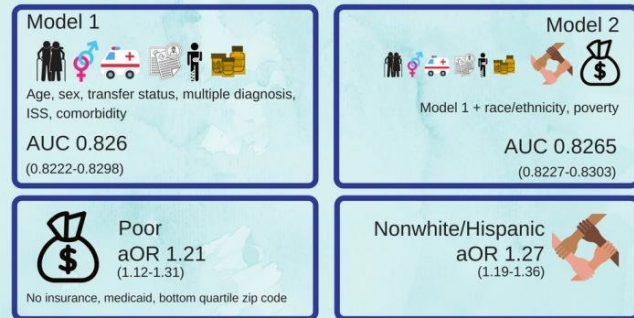 Model 1
Age, sex, transfer status, multiple diagnosis,
ISS, comorbidity
AUC 0.826
(0.8222-0.8298)
Model 2
Model 1 + race/ethnicity, poverty
AUC 0.8265
(0.8227-0.8303)
$
Poor
aOR 1.21
(1.12-1.31)
No insurance, medicaid, bottom quartile zip code
Nonwhite/Hispanic
aOR 1.27
(1.19-1.36)